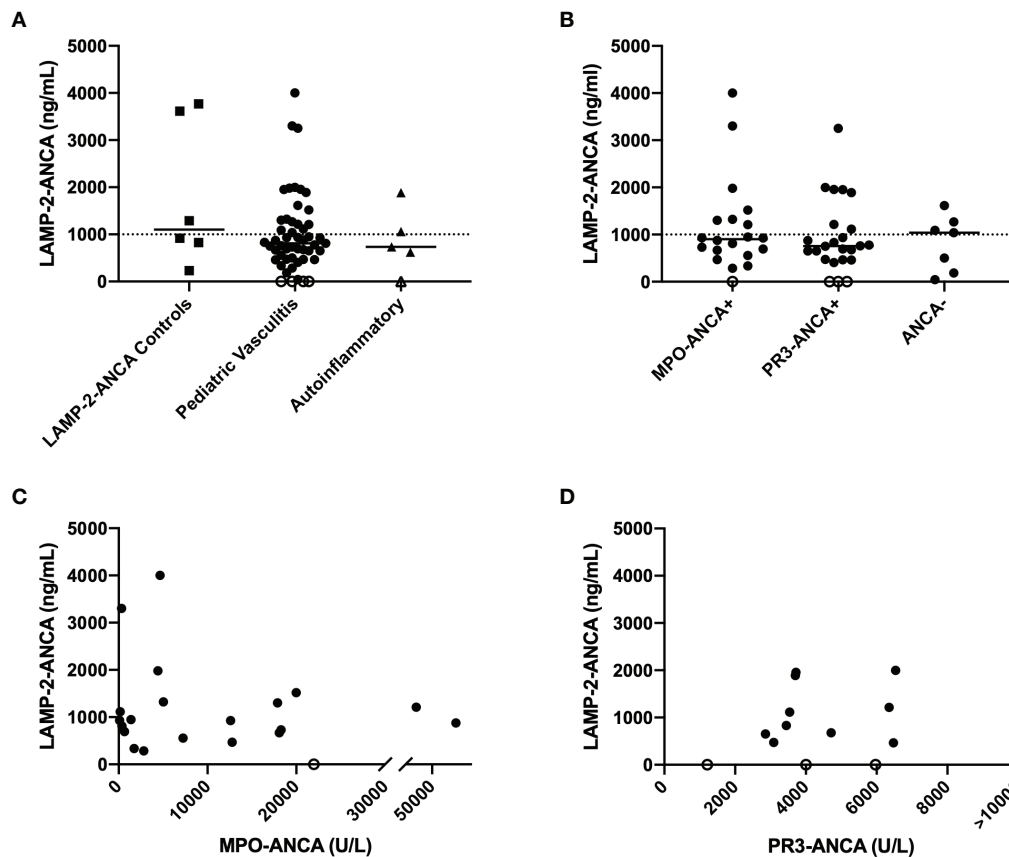 A
LAMP-2-ANCA (ng/mL)
5000
4000
3000
2000
1000
0
LAMP-2-ANCA Controls
Pediatric Vasculitis
Autoinflammatory
B
LAMP-2-ANCA (ng/ml)
5000
4000
3000
2000
1000
0
MPO-ANCA+
PR3-ANCA+
ANCA-
C
LAMP-2-ANCA (ng/mL)
5000
4000
3000
2000
1000
0
0
10000
20000
30000
50000
MPO-ANCA (U/L)
D
LAMP-2-ANCA (ng/mL)
5000
4000
3000
2000
1000
0
0
2000
4000
6000
8000
>10000
PR3-ANCA (U/L)